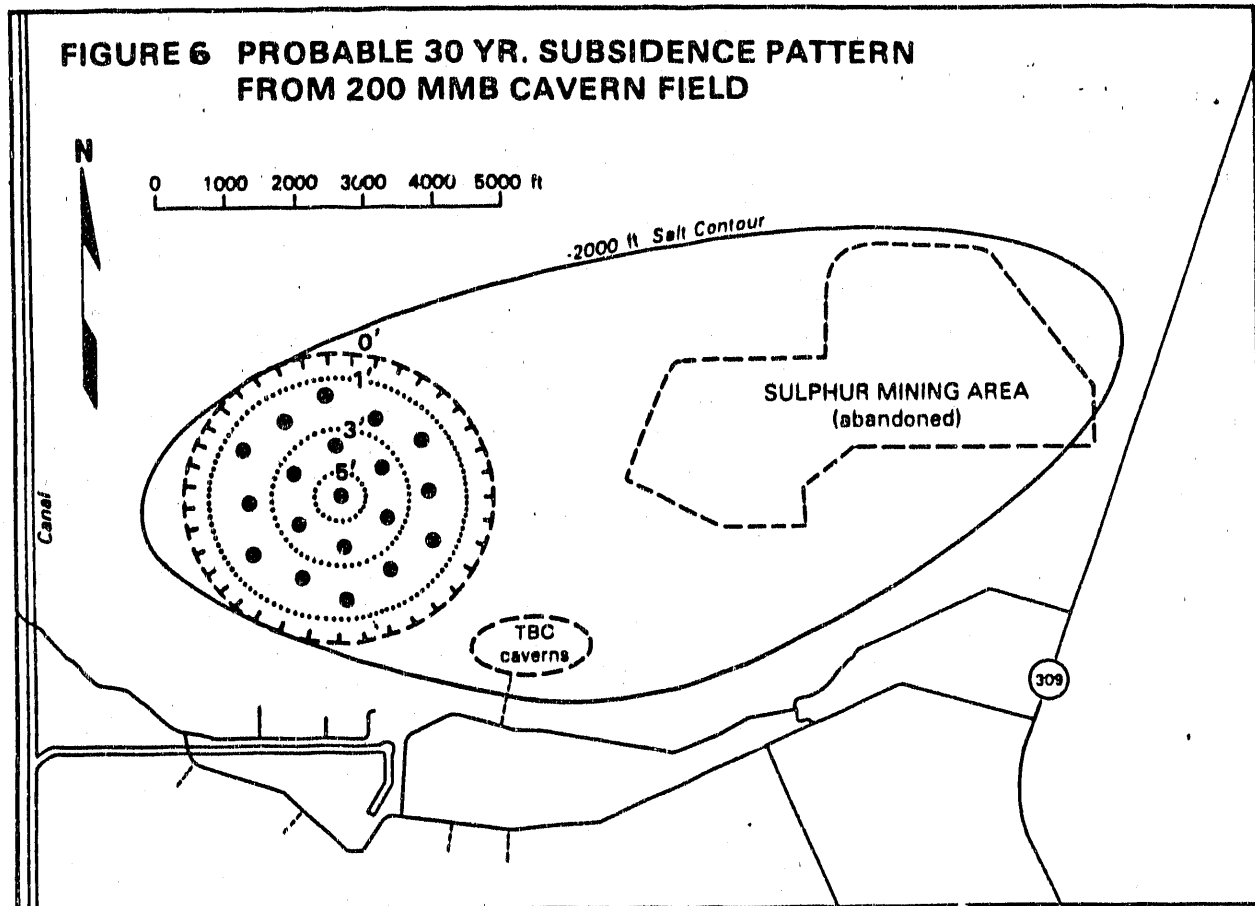 FIGURE 6 PROBABLE 30 YR. SUBSIDENCE PATTERN
FROM 200 MMB CAVERN FIELD
N
0 1000 2000 3000 4000 5000 ft
-2000 ft Salt Contour
0'
1'
3'
5'
SULPHUR MINING AREA
(abandoned)
Canal
TBC
caverns
309